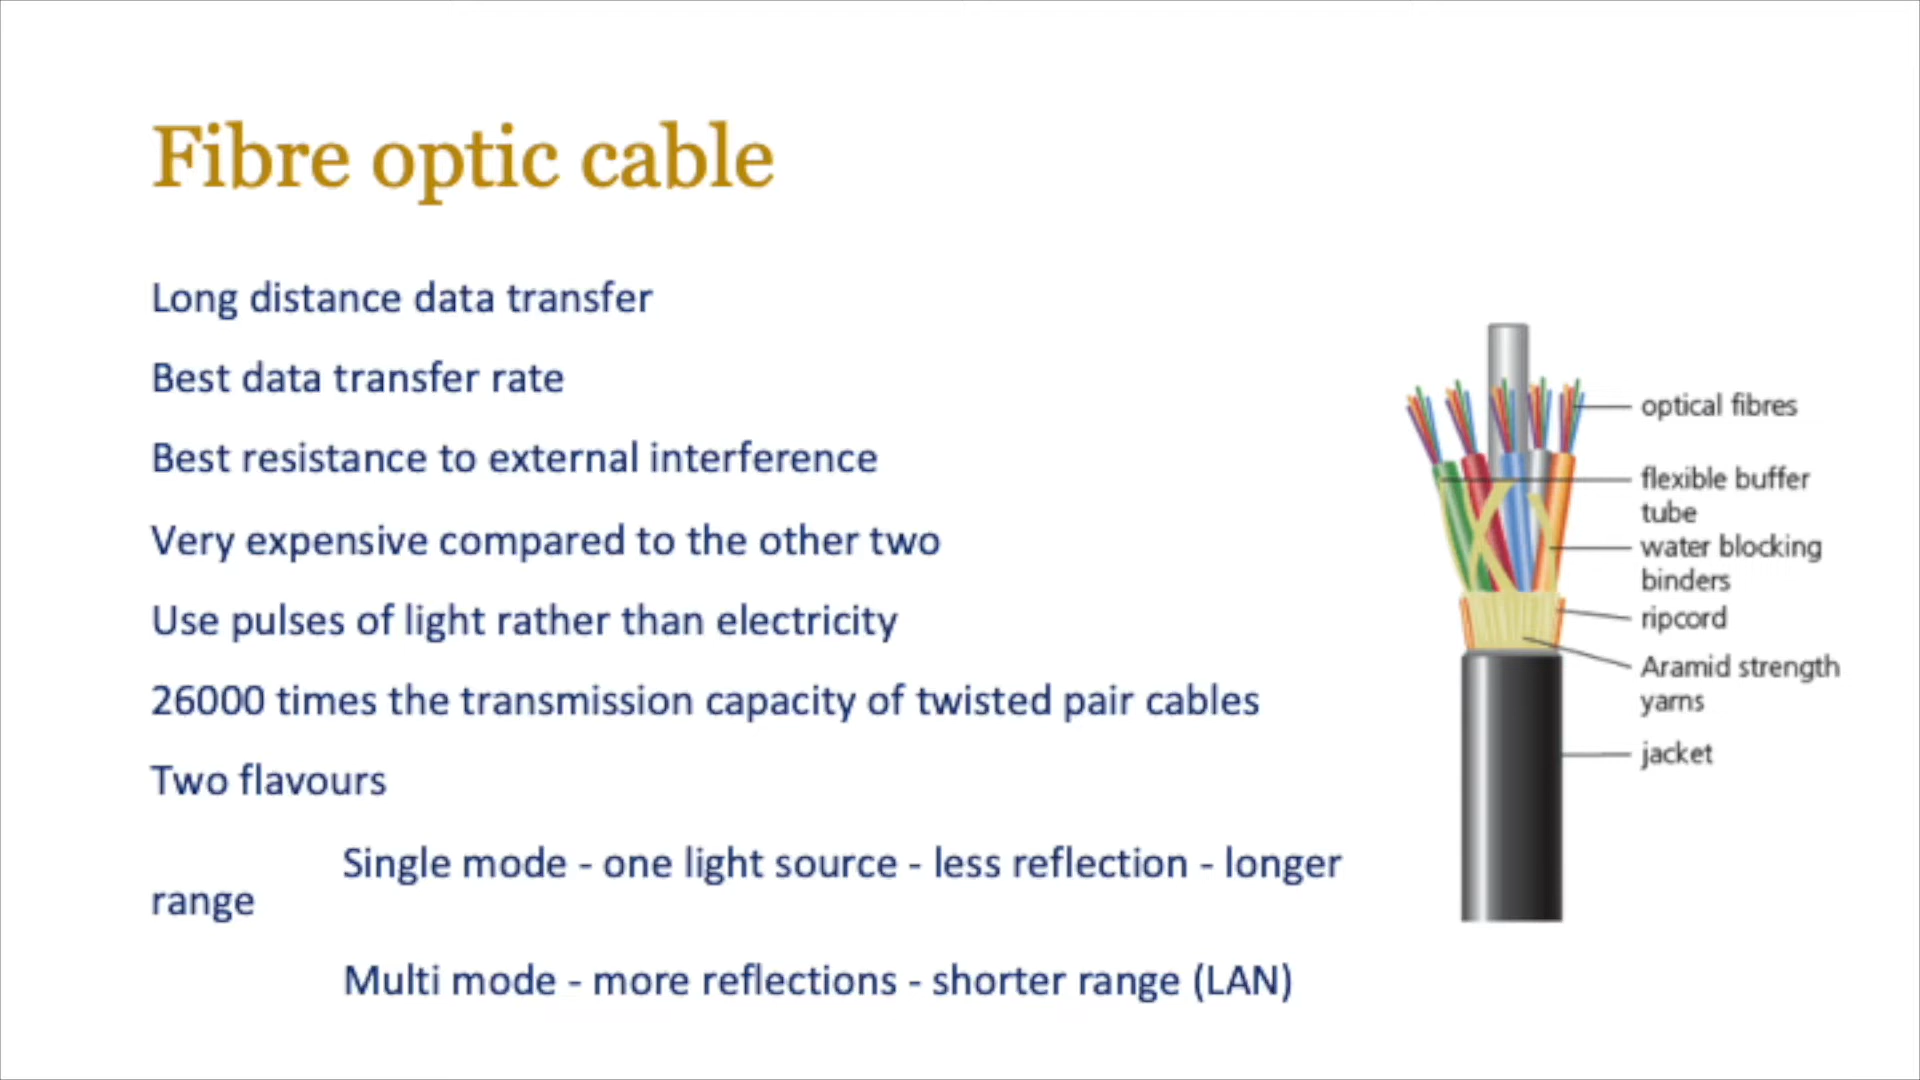 Fibre optic cable
Long distance data transfer
Best data transfer rate
Best resistance to external interference
Very expensive compared to the other two
Use pulses of light rather than electricity
26000 times the transmission capacity of twisted pair cables
Two flavours
Single mode - one light source - less reflection - longer
range
Multi mode - more reflections - shorter range (LAN)
optical fibres
flexible buffer
tube
water blocking
binders
ripcord
Aramid strength
yarns
jacket